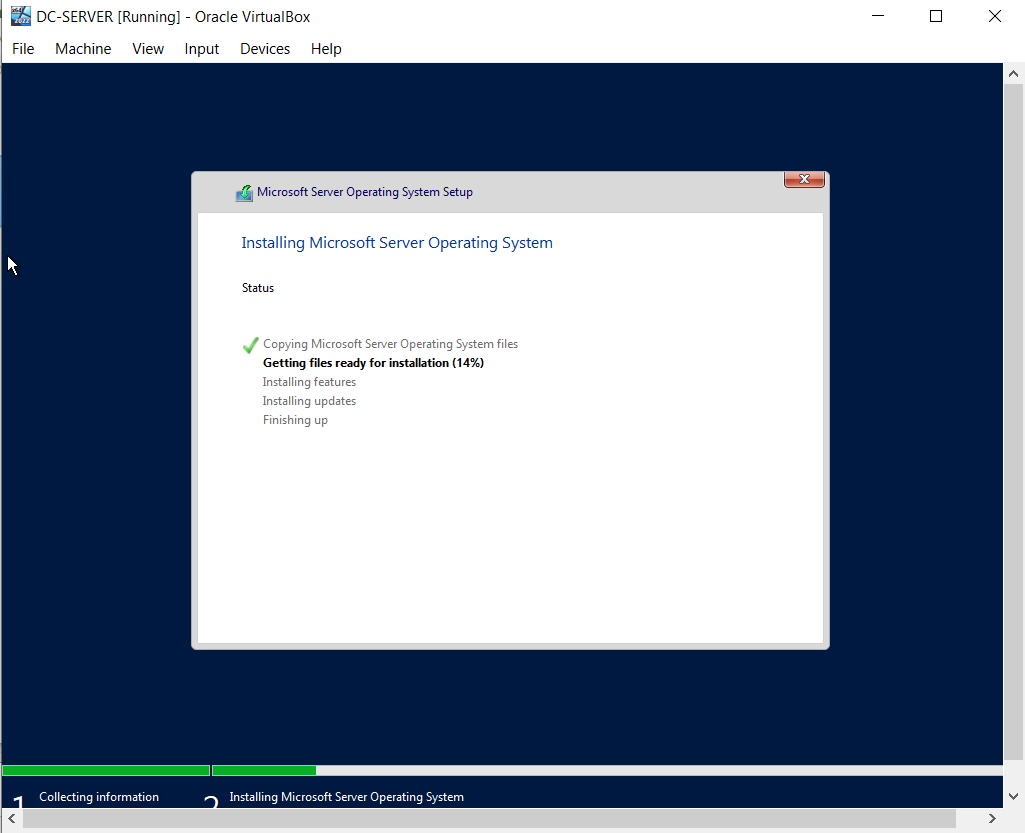 DC-SERVER [Running] - Oracle VirtualBox
File Machine View Input Devices Help
Microsoft Server Operating System Setup
Installing Microsoft Server Operating System
Status
Copying Microsoft Server Operating System files
Getting files ready for installation (14%)
Installing features
Installing updates
Finishing up
1 Collecting information 2 Installing Microsoft Server Operating System